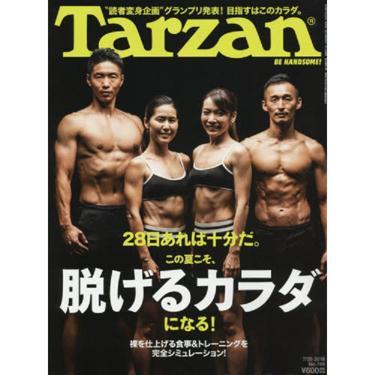 "読者変身企画"グランプリ発表！目指すはこのカラダ。
Tarzan
BE HANDSOME!
28日あれば十分だ。
この夏こそ、
脱げるカラダ
になる！
裸を仕上げる食事&トレーニングを
完全シミュレーション！
¥600